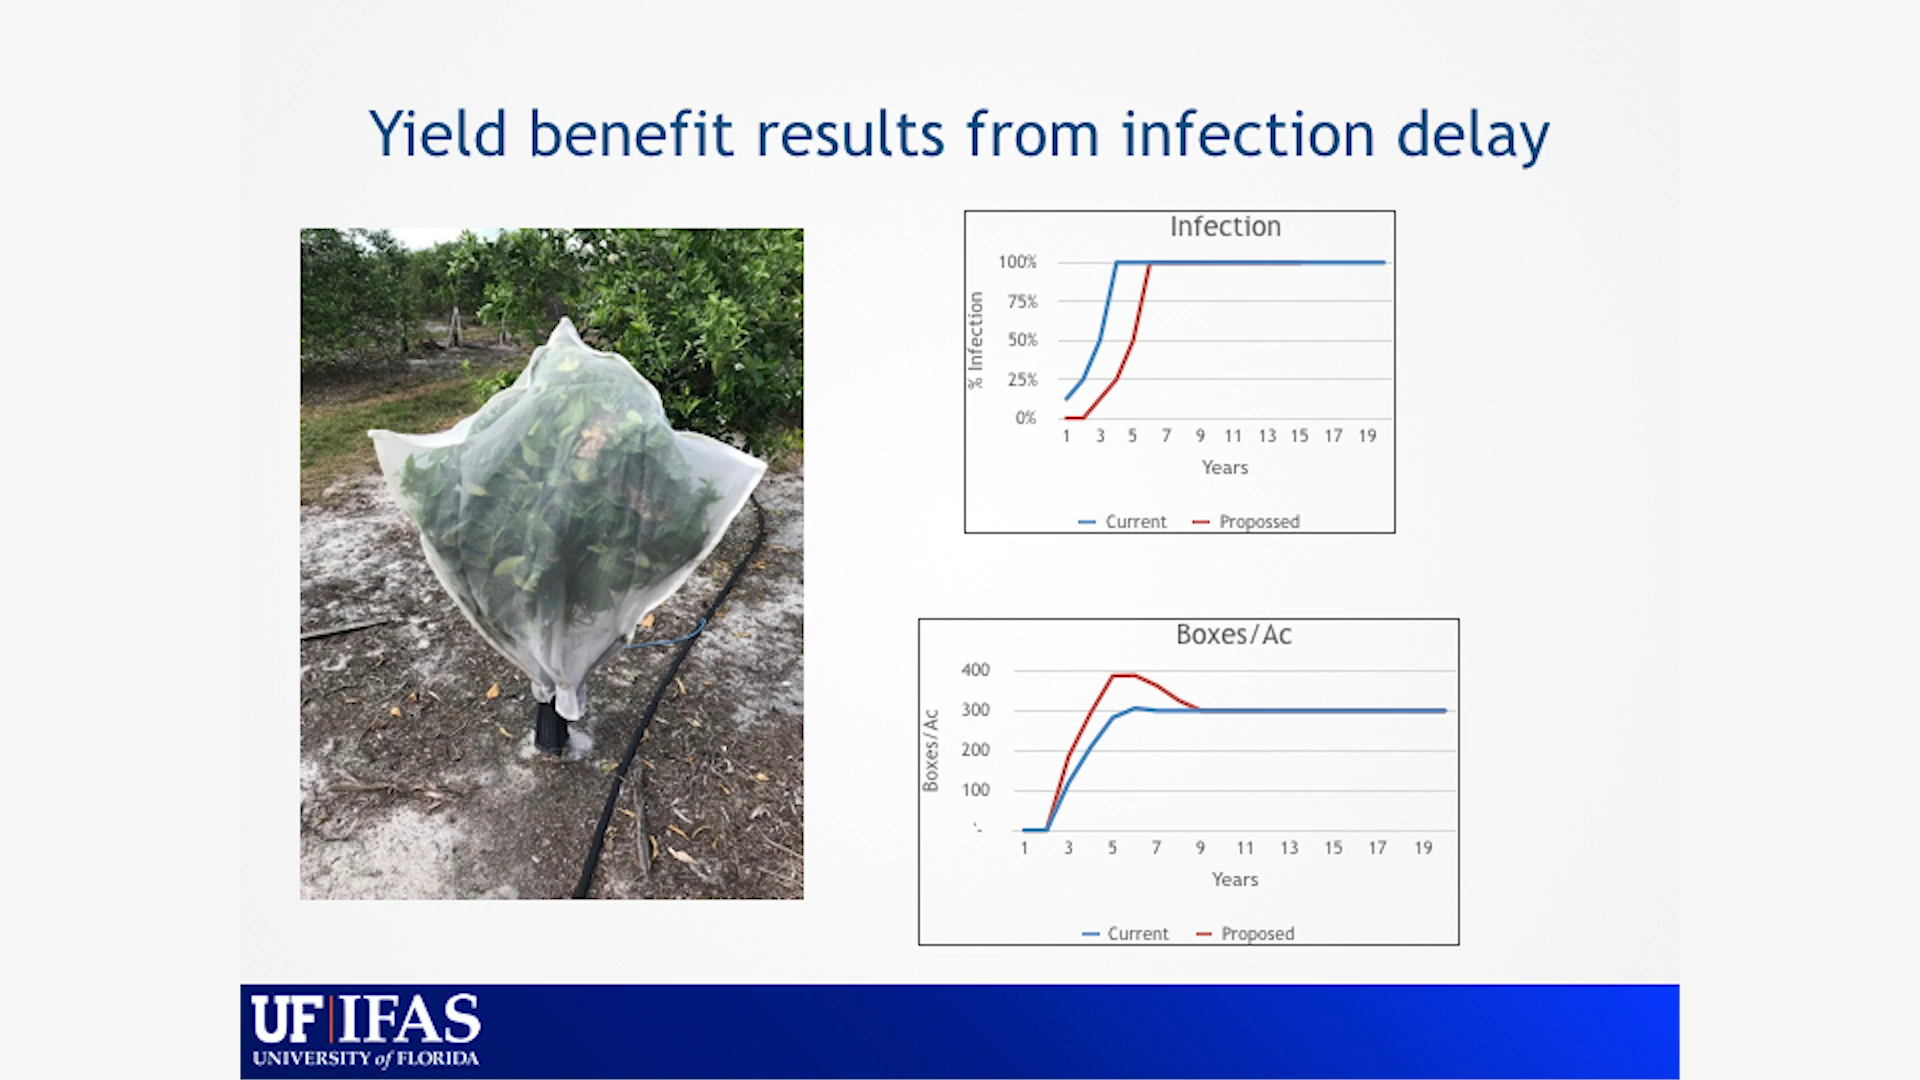 Yield benefit results from infection delay
Infection
100%
75%
50%
25%
0%
% Infection
1 3 5 7 9 11 13 15 17 19
Years
Current Propossed
Boxes/Ac
400
300
200
100
-
Boxes/Ac
1 3 5 7 9 11 13 15 17 19
Years
Current Proposed
UF|IFAS
UNIVERSITY of FLORIDA